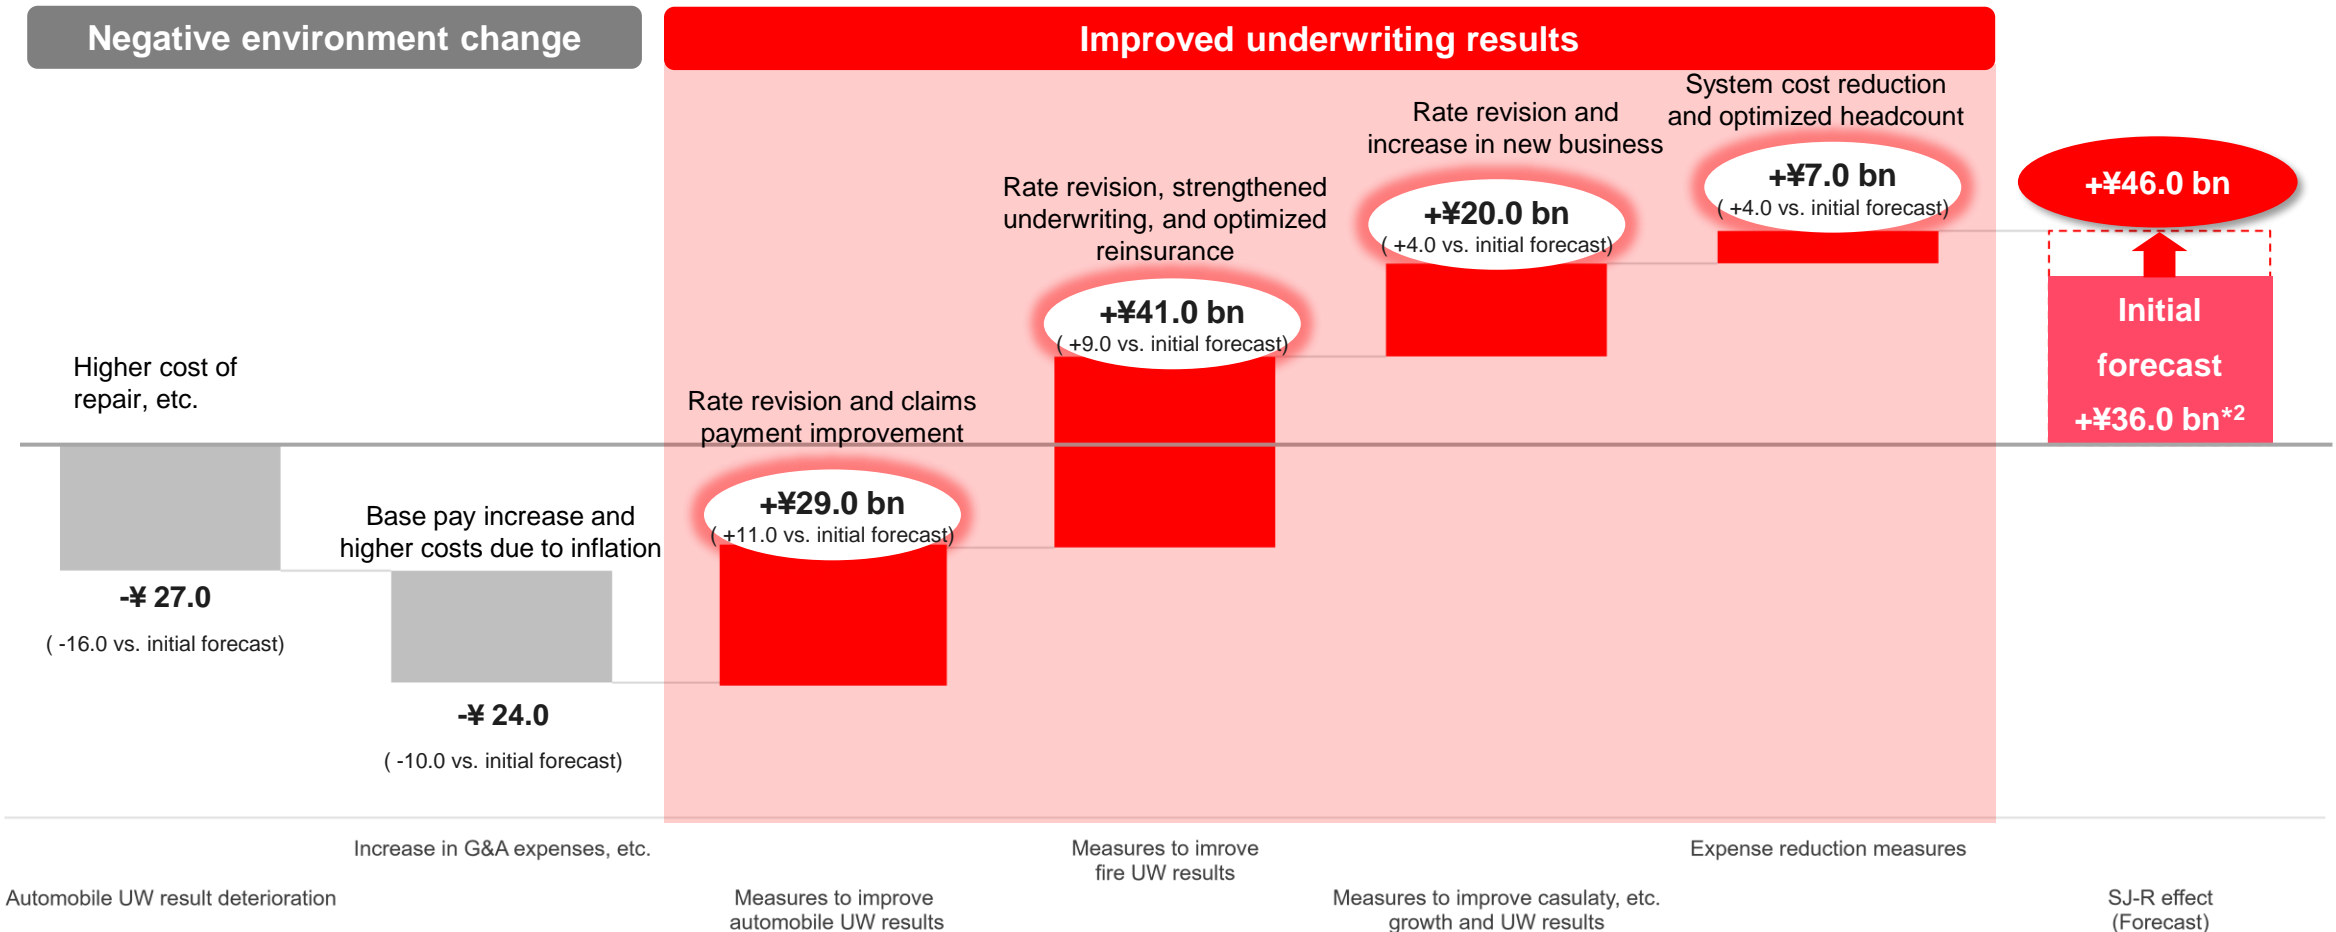 Negative environment change
Improved underwriting results
Higher cost of
repair, etc.
-¥ 27.0
( -16.0 vs. initial forecast)
Base pay increase and
higher costs due to inflation
-¥ 24.0
( -10.0 vs. initial forecast)
Rate revision and claims
payment improvement
+¥29.0 bn
( +11.0 vs. initial forecast)
Rate revision, strengthened
underwriting, and optimized
reinsurance
+¥41.0 bn
( +9.0 vs. initial forecast)
Rate revision and
increase in new business
+¥20.0 bn
( +4.0 vs. initial forecast)
System cost reduction
and optimized headcount
+¥7.0 bn
( +4.0 vs. initial forecast)
+¥46.0 bn
Initial
forecast
+¥36.0 bn*2
Automobile UW result deterioration
Increase in G&A expenses, etc.
Measures to improve
automobile UW results
Measures to imrove
fire UW results
Measures to improve casulaty, etc.
growth and UW results
Expense reduction measures
SJ-R effect
(Forecast)